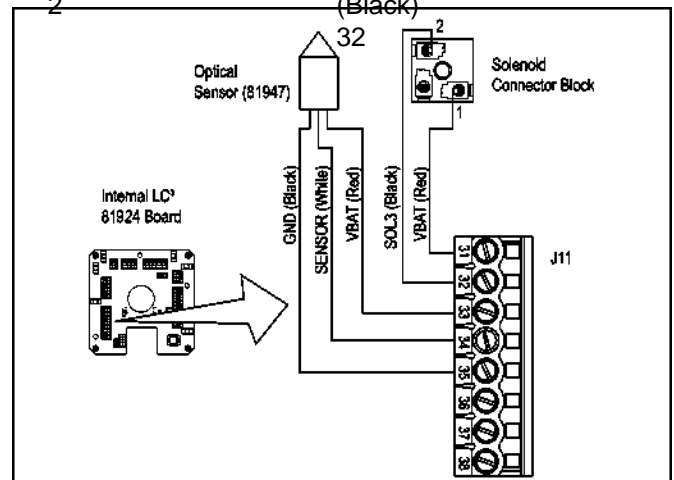 2
(Black)
32
2
Optical
Sensor (81947)
Solenoid
Connector Block
1
GND (Black)
SENSOR (White)
VBAT (Red)
SOL3 (Black)
VBAT (Red)
Internal LC³
81924 Board
J11
31
32
33
34
35
36
37
38